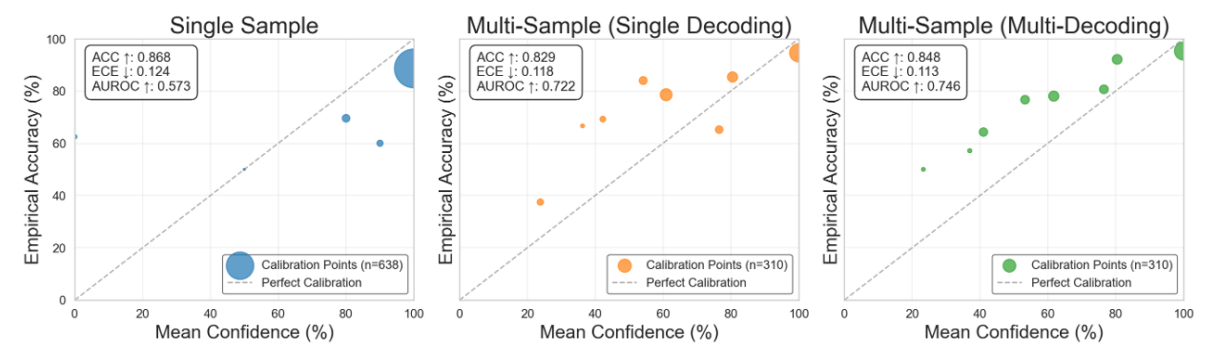 Single Sample
ACC ↑: 0.868
ECE ↓: 0.124
AUROC ↑: 0.573
Empirical Accuracy (%)
100
80
60
40
20
0
Calibration Points (n=638)
Perfect Calibration
0 20 40 60 80 100
Mean Confidence (%)
Multi-Sample (Single Decoding)
ACC ↑: 0.829
ECE ↓: 0.118
AUROC ↑: 0.722
Empirical Accuracy (%)
Calibration Points (n=310)
Perfect Calibration
0 20 40 60 80 100
Mean Confidence (%)
Multi-Sample (Multi-Decoding)
ACC ↑: 0.848
ECE ↓: 0.113
AUROC ↑: 0.746
Empirical Accuracy (%)
Calibration Points (n=310)
Perfect Calibration
0 20 40 60 80 100
Mean Confidence (%)